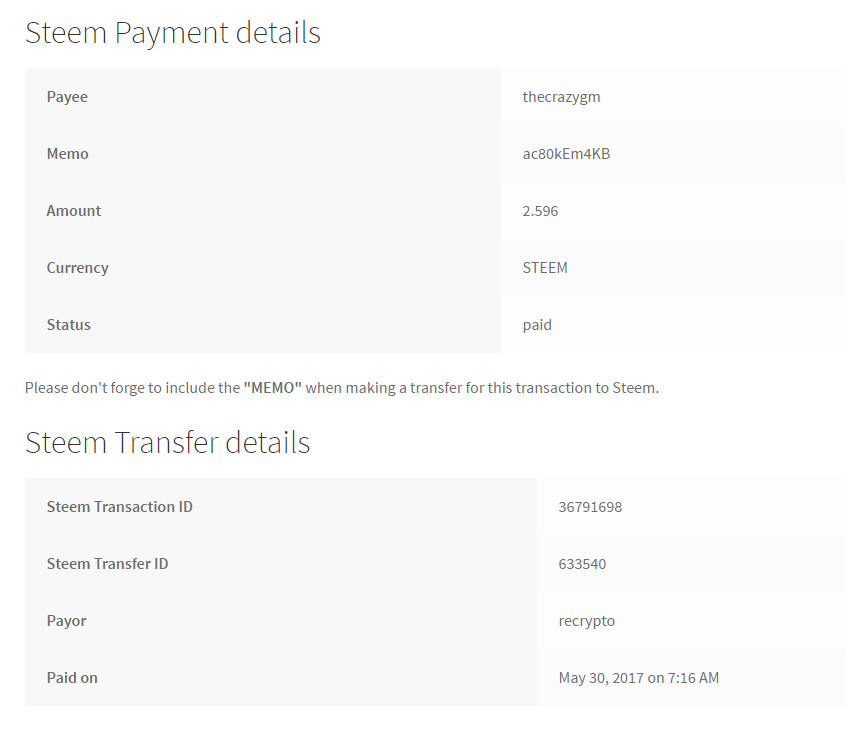 Steem Payment details
Payee thecrazygm
Memo ac80kEm4KB
Amount 2.596
Currency STEEM
Status paid
Please don't forge to include the "MEMO" when making a transfer for this transaction to Steem.
Steem Transfer details
Steem Transaction ID 36791698
Steem Transfer ID 633540
Payor recrypto
Paid on May 30, 2017 on 7:16 AM